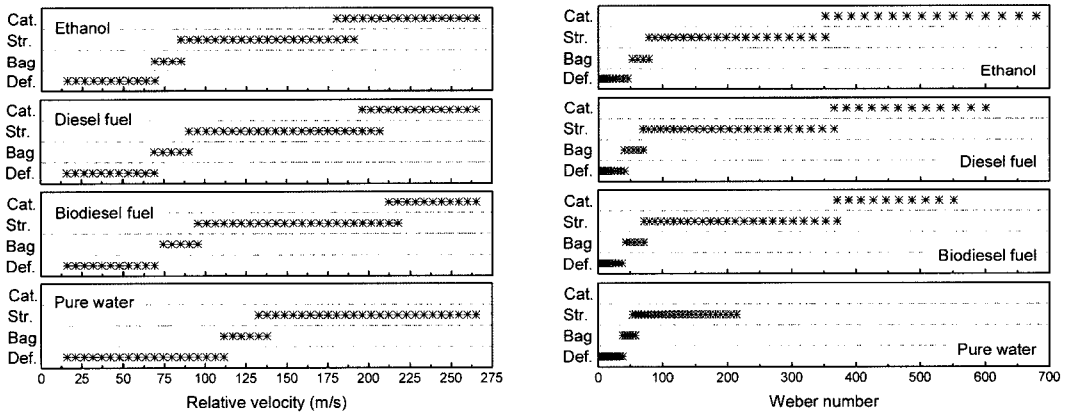 Cat.
Str.
Bag
Def.
Ethanol
Cat.
Str.
Bag
Def.
Diesel fuel
Cat.
Str.
Bag
Def.
Biodiesel fuel
Cat.
Str.
Bag
Def.
Pure water
0 25 50 75 100 125 150 175 200 225 250 275
Relative velocity (m/s)
Cat.
Str.
Bag
Def.
Ethanol
Cat.
Str.
Bag
Def.
Diesel fuel
Cat.
Str.
Bag
Def.
Biodiesel fuel
Cat.
Str.
Bag
Def.
Pure water
0 100 200 300 400 500 600 700
Weber number